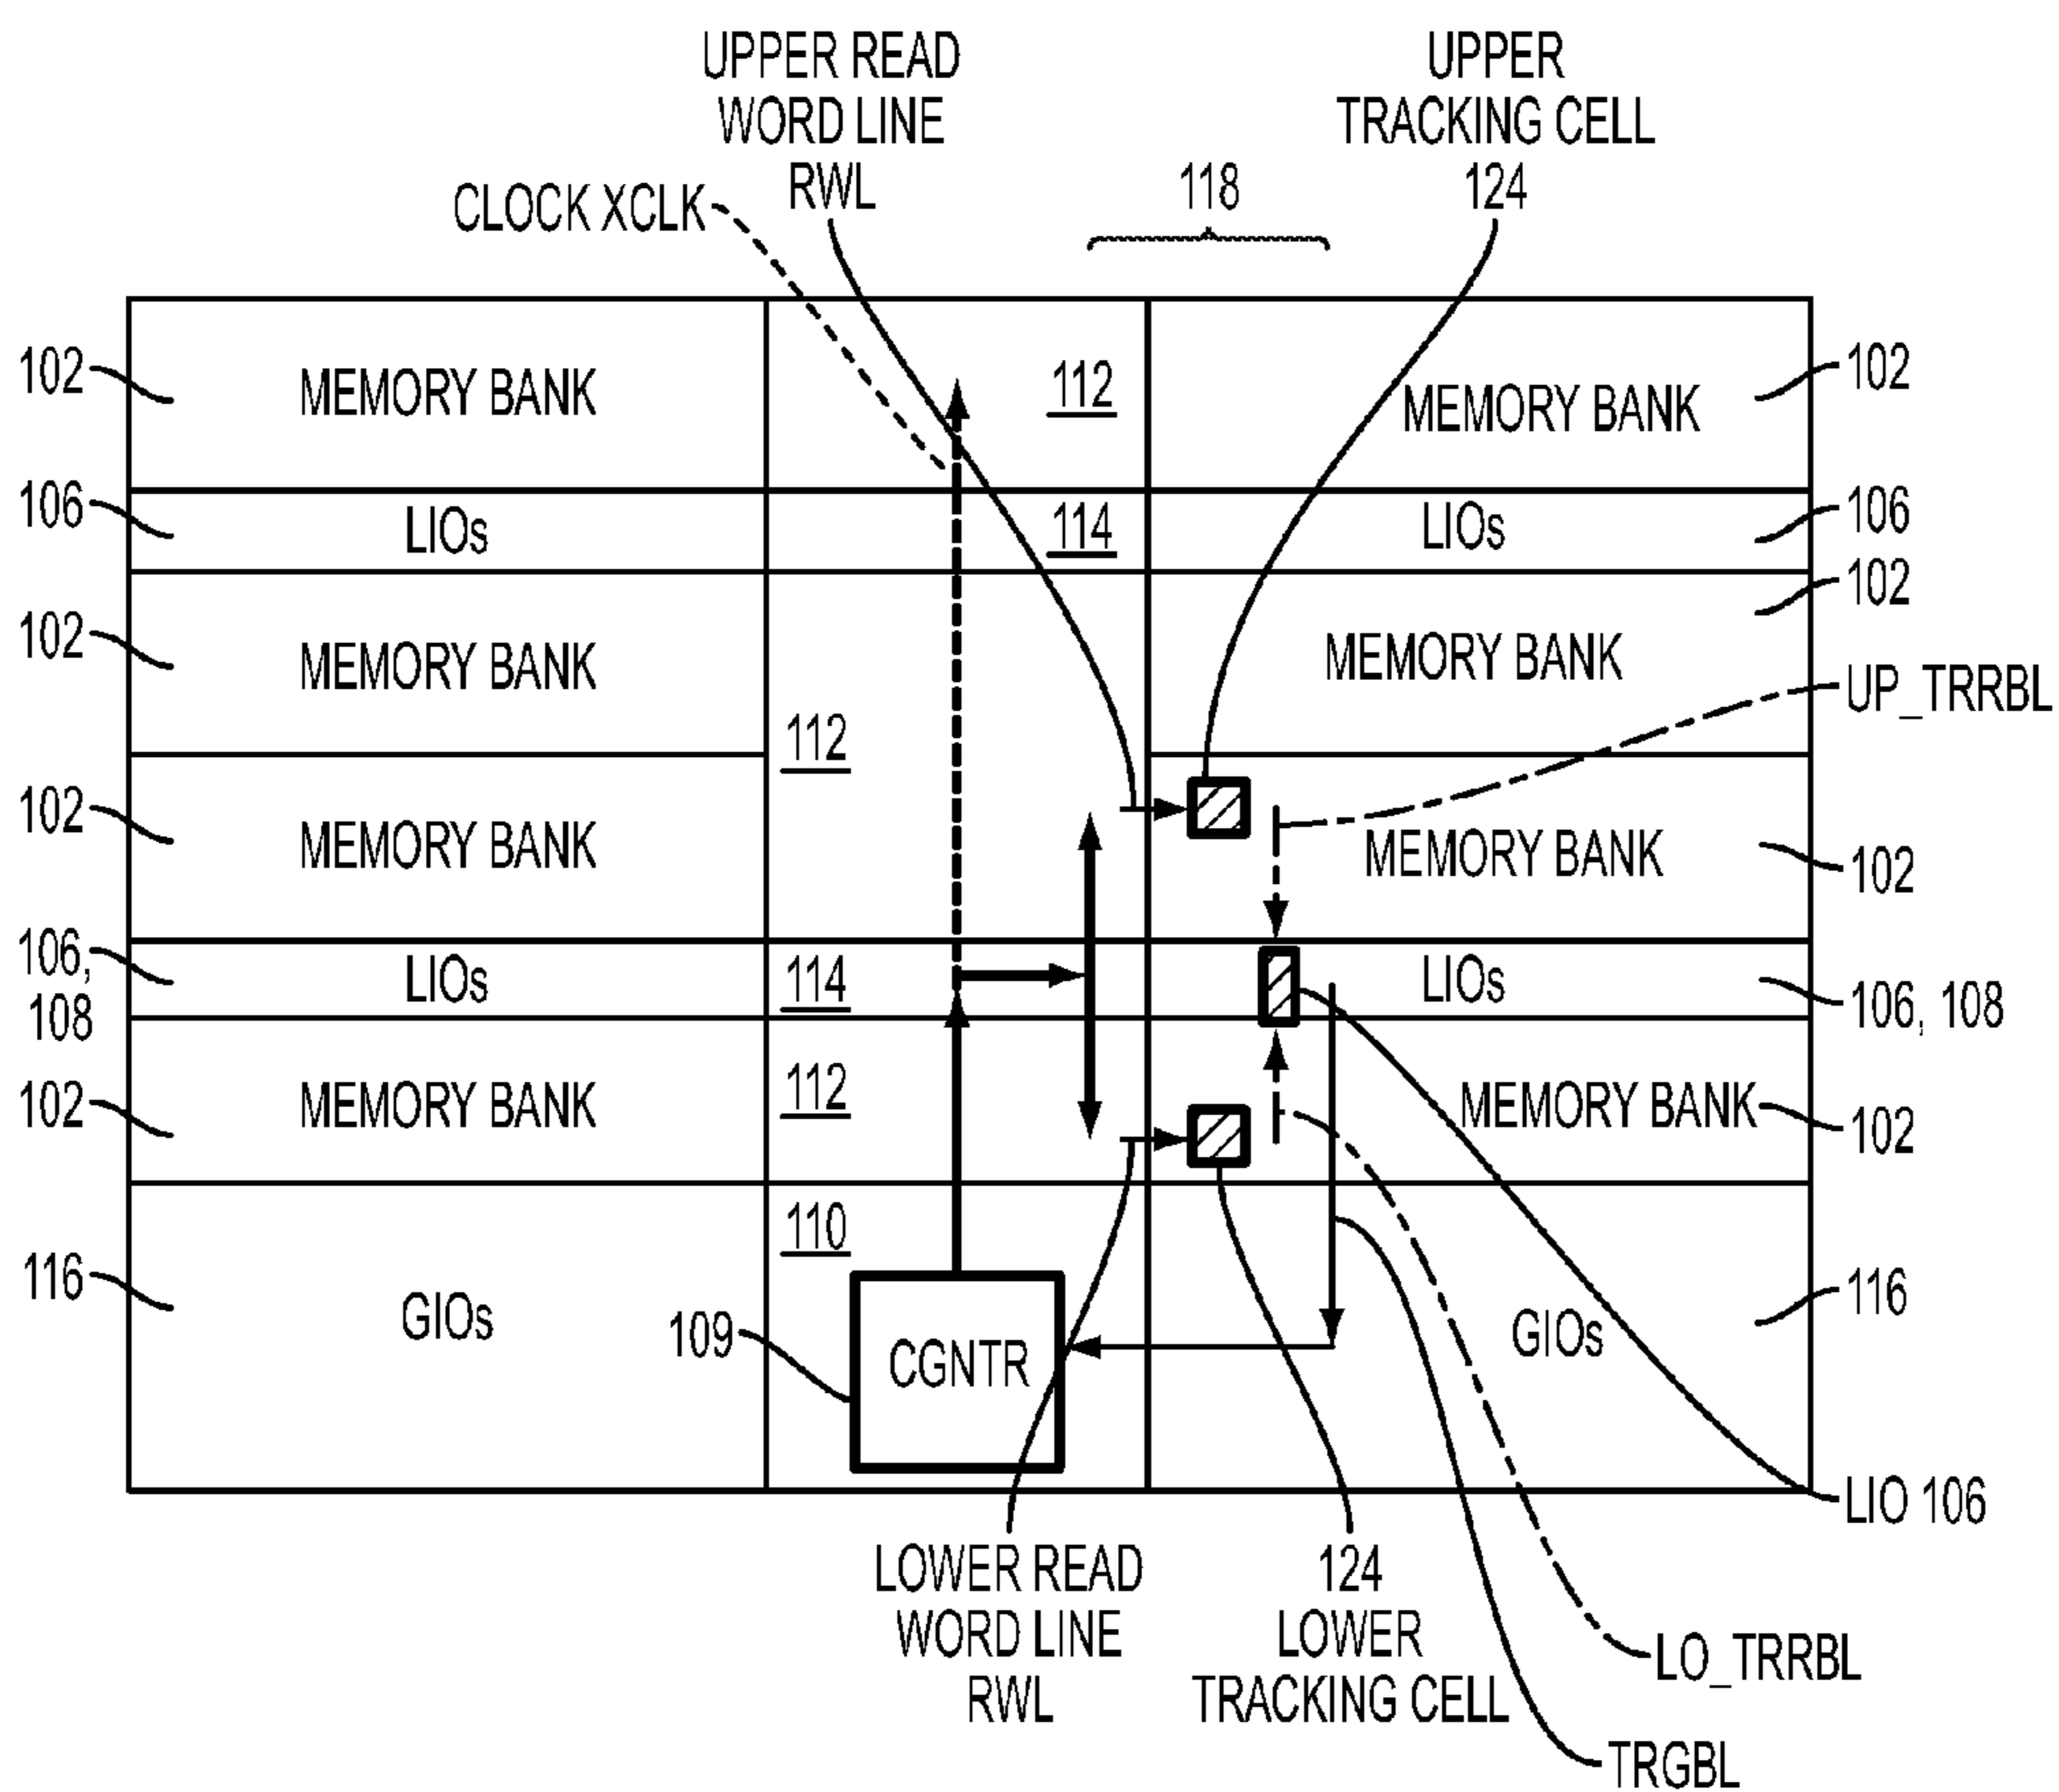 UPPER READ
WORD LINE
RWL
UPPER
TRACKING CELL
124
118
CLOCK XCLK
102
MEMORY BANK
112
MEMORY BANK
102
106
LIOs
114
LIOs
106
102
102
MEMORY BANK
MEMORY BANK
UP_TRRBL
112
102
MEMORY BANK
MEMORY BANK
102
106,
108
LIOs
114
LIOs
106, 108
102
MEMORY BANK
112
MEMORY BANK
102
110
116
GIOs
109
CGNTR
GIOs
116
LIO 106
LOWER READ
WORD LINE
RWL
124
LOWER
TRACKING CELL
LO_TRRBL
TRGBL